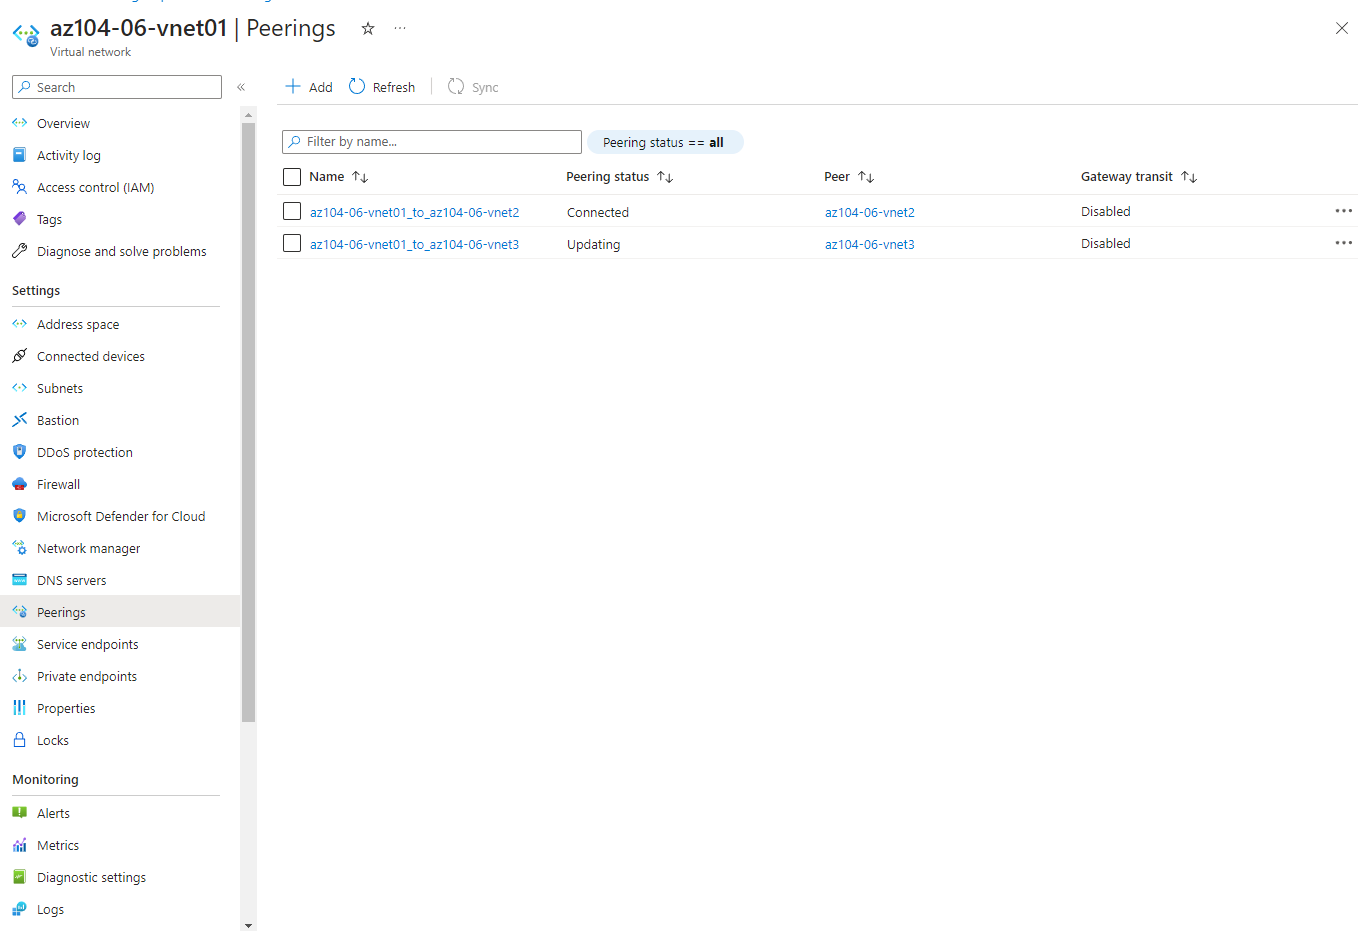 az104-06-vnet01 | Peerings ☆ ...
Virtual network
Search «
Overview
Activity log
Access control (IAM)
Tags
Diagnose and solve problems
Settings
Address space
Connected devices
Subnets
Bastion
DDoS protection
Firewall
Microsoft Defender for Cloud
Network manager
DNS servers
Peerings
Service endpoints
Private endpoints
Properties
Locks
Monitoring
Alerts
Metrics
Diagnostic settings
Logs
Add Refresh Sync
Filter by name... Peering status == all
Name ↑↓ Peering status ↑↓ Peer ↑↓ Gateway transit ↑↓
az104-06-vnet01_to_az104-06-vnet2 Connected az104-06-vnet2 Disabled ...
az104-06-vnet01_to_az104-06-vnet3 Updating az104-06-vnet3 Disabled ...